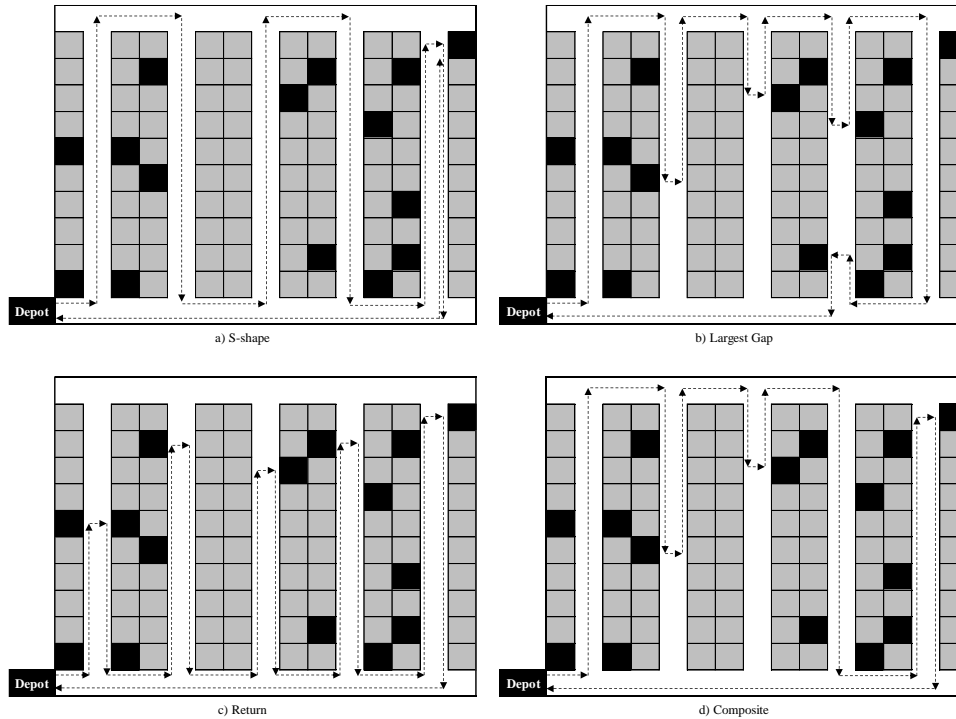 Depot
Depot
a) S-shape
b) Largest Gap
Depot
Depot
c) Return
d) Composite